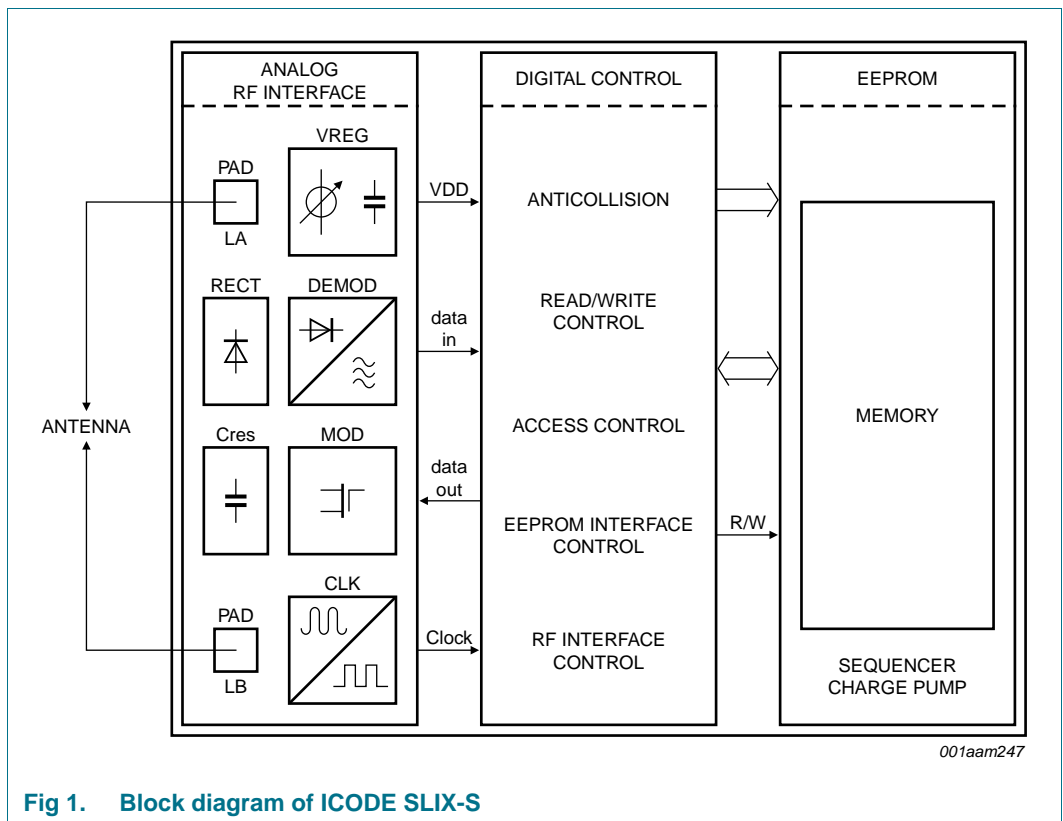 ANALOG
RF INTERFACE
VREG
PAD
LA
RECT
DEMOD
ANTENNA
Cres
MOD
CLK
PAD
LB
VDD
data
in
data
out
Clock
DIGITAL CONTROL
ANTICOLLISION
READ/WRITE
CONTROL
ACCESS CONTROL
EEPROM INTERFACE
CONTROL
RF INTERFACE
CONTROL
R/W
EEPROM
MEMORY
SEQUENCER
CHARGE PUMP
001aam247
Fig 1. Block diagram of ICODE SLIX-S